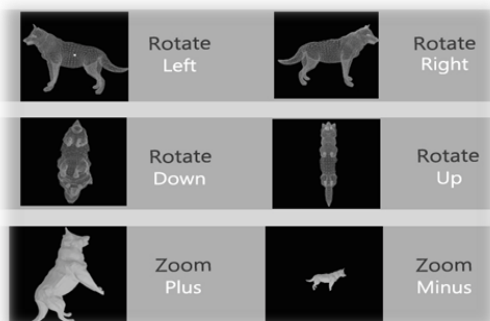 Rotate
Left
Rotate
Right
Rotate
Down
Rotate
Up
Zoom
Plus
Zoom
Minus